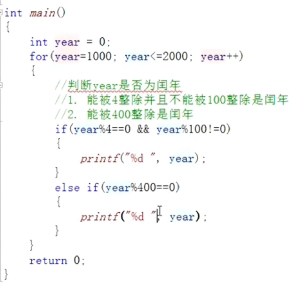 int main()
{
    int year = 0;
    for(year=1000; year<=2000; year++)
    {
        //判断year是否为闰年
        //1. 能被4整除并且不能被100整除是闰年
        //2. 能被400整除是闰年
        if(year%4==0 && year%100!=0)
        {
            printf("%d ", year);
        }
        else if(year%400==0)
        {
            printf("%d ", year);
        }
    }
    return 0;
}